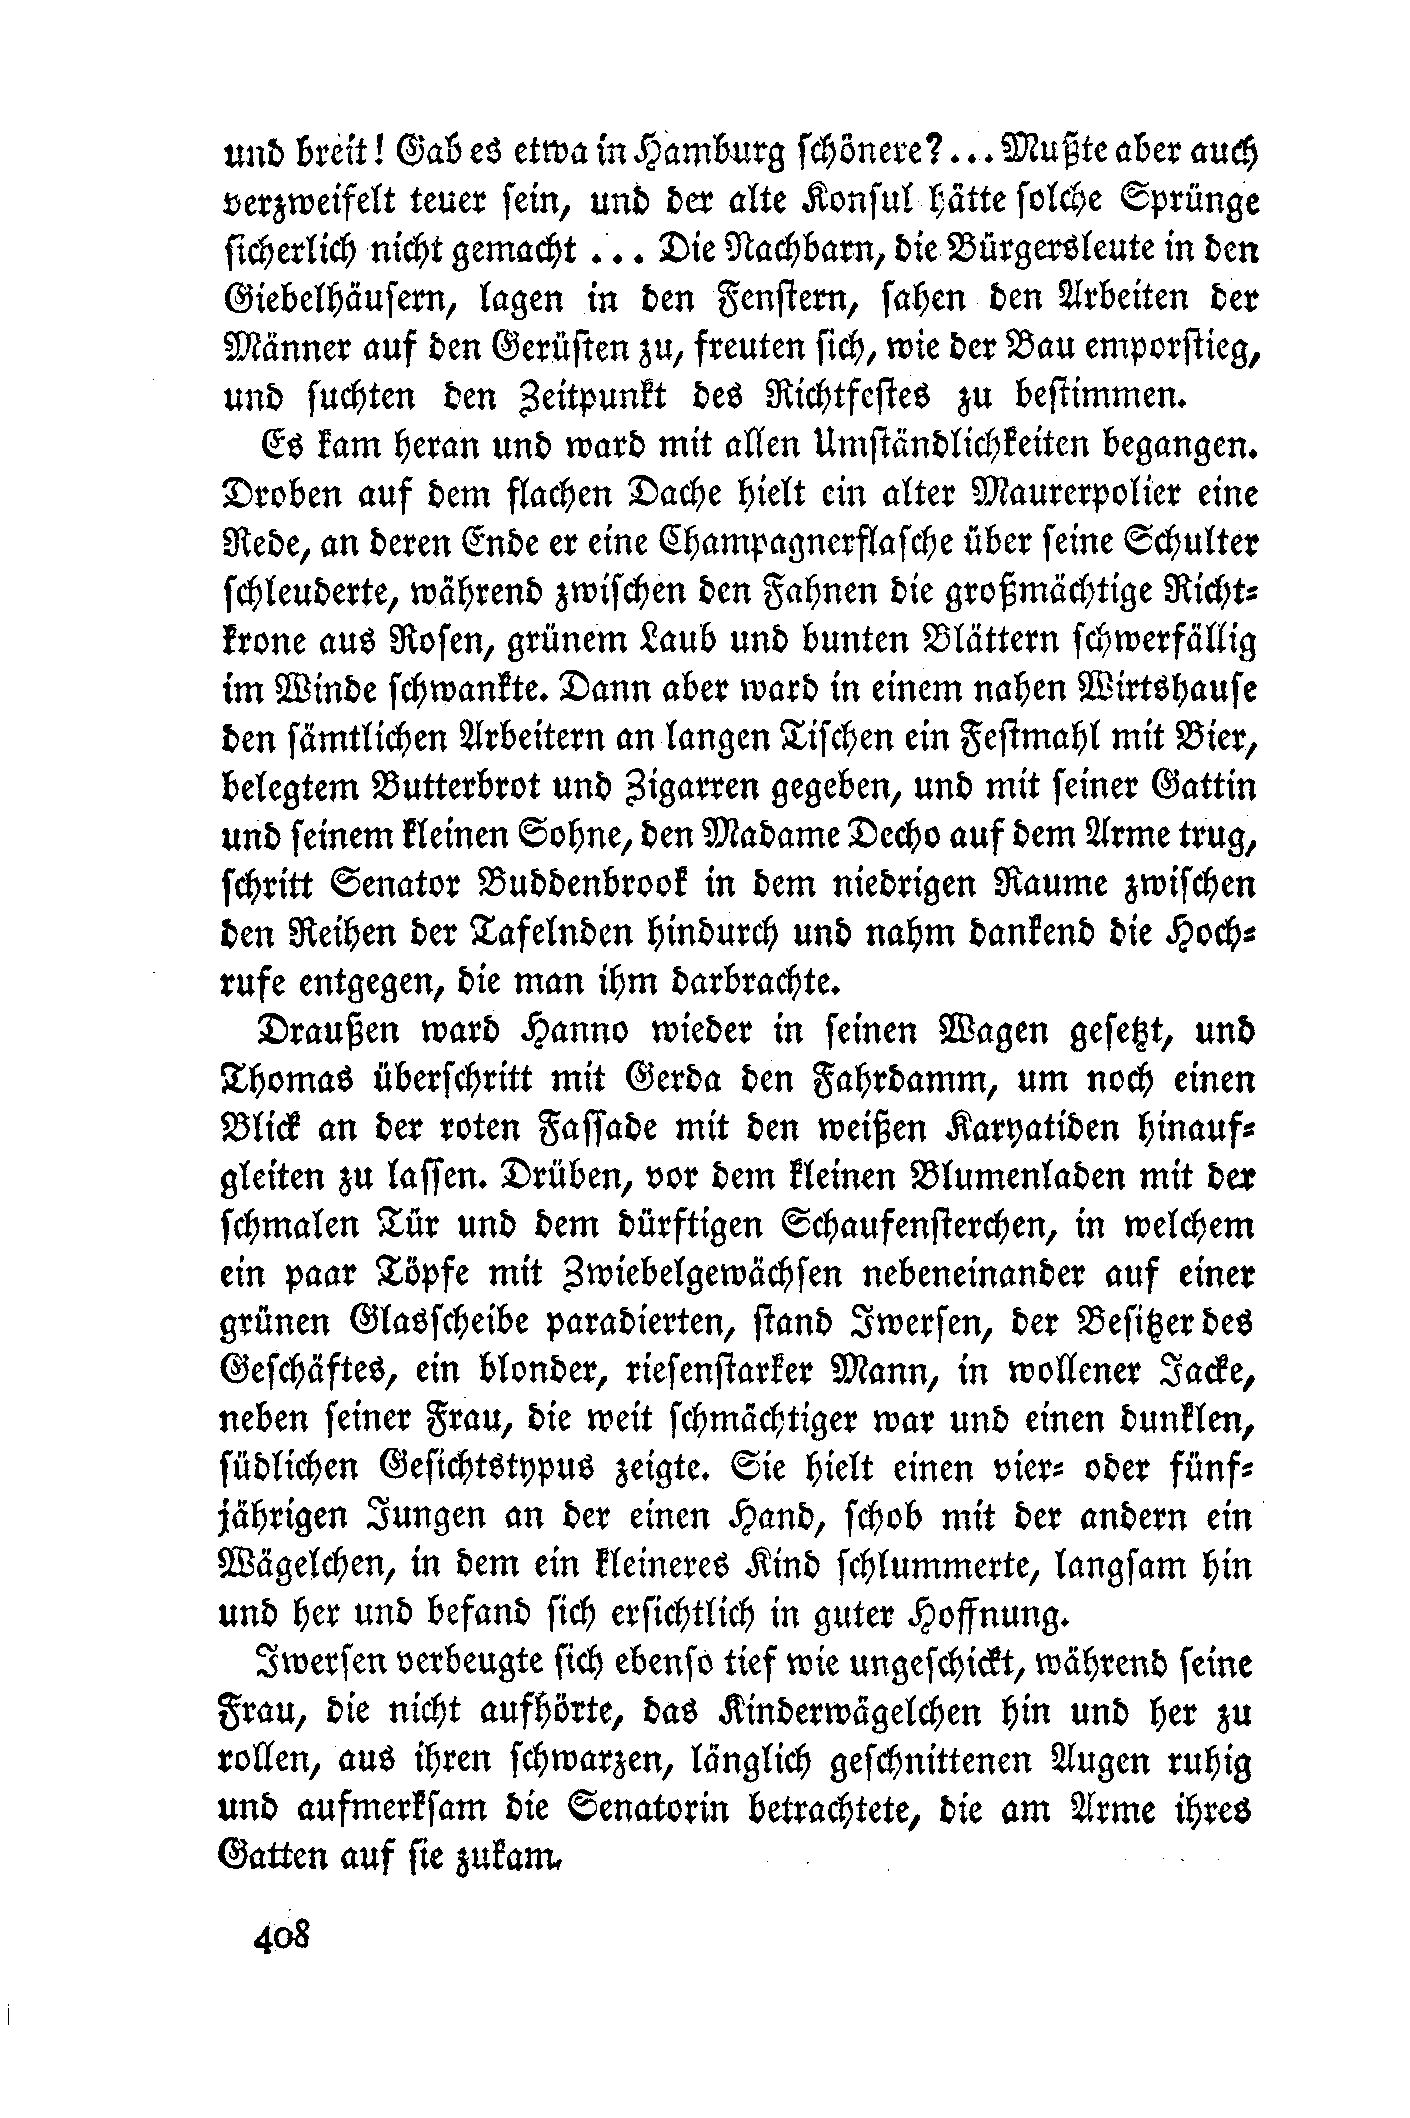 und breit! Gab es etwa in Hamburg schönere?... Mußte aber auch
verzweifelt teuer sein, und der alte Konsul hätte solche Sprünge
sicherlich nicht gemacht ... Die Nachbarn, die Bürgersleute in den
Giebelhäusern, lagen in den Fenstern, sahen den Arbeiten der
Männer auf den Gerüsten zu, freuten sich, wie der Bau emporstieg,
und suchten den Zeitpunkt des Richtfestes zu bestimmen.
Es kam heran und ward mit allen Umständlichkeiten begangen.
Droben auf dem flachen Dache hielt ein alter Maurerpolier eine
Rede, an deren Ende er eine Champagnerflasche über seine Schulter
schleuderte, während zwischen den Fahnen die großmächtige Richt-
krone aus Rosen, grünem Laub und bunten Blättern schwerfällig
im Winde schwankte. Dann aber ward in einem nahen Wirtshause
den sämtlichen Arbeitern an langen Tischen ein Festmahl mit Bier,
belegtem Butterbrot und Zigarren gegeben, und mit seiner Gattin
und seinem kleinen Sohne, den Madame Decho auf dem Arme trug,
schritt Senator Buddenbrook in dem niedrigen Raume zwischen
den Reihen der Tafelnden hindurch und nahm dankend die Hoch-
rufe entgegen, die man ihm darbrachte.
Draußen ward Hanno wieder in seinen Wagen gesetzt, und
Thomas überschritt mit Gerda den Fahrdamm, um noch einen
Blick an der roten Fassade mit den weißen Karyatiden hinauf-
gleiten zu lassen. Drüben, vor dem kleinen Blumenladen mit der
schmalen Tür und dem dürftigen Schaufensterchen, in welchem
ein paar Töpfe mit Zwiebelgewächsen nebeneinander auf einer
grünen Glasscheibe paradierten, stand Iwersen, der Besitzer des
Geschäftes, ein blonder, riesenstarker Mann, in wollener Jacke,
neben seiner Frau, die weit schmächtiger war und einen dunklen,
südlichen Gesichtstypus zeigte. Sie hielt einen vier- oder fünf-
jährigen Jungen an der einen Hand, schob mit der andern ein
Wägelchen, in dem ein kleineres Kind schlummerte, langsam hin
und her und befand sich ersichtlich in guter Hoffnung.
Iwersen verbeugte sich ebenso tief wie ungeschickt, während seine
Frau, die nicht aufhörte, das Kinderwägelchen hin und her zu
rollen, aus ihren schwarzen, länglich geschnittenen Augen ruhig
und aufmerksam die Senatorin betrachtete, die am Arme ihres
Gatten auf sie zukam.
408